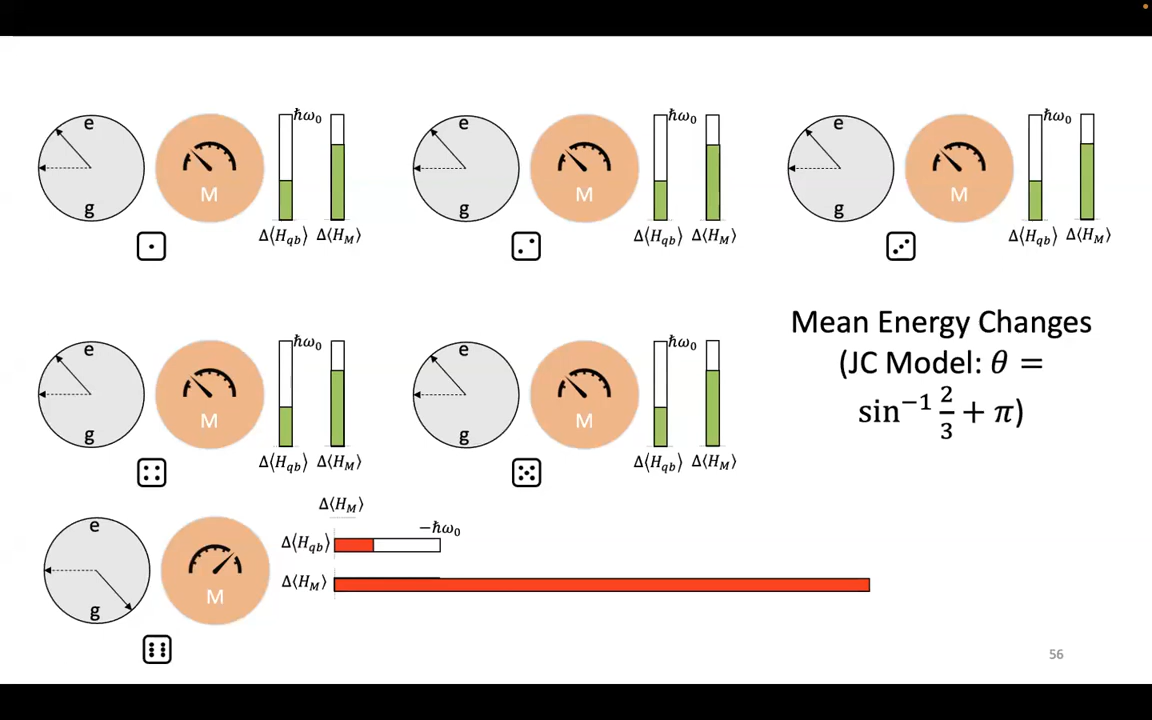 e
g
M
ħω₀
Δ⟨H_qb⟩ Δ⟨H_M⟩
e
g
M
ħω₀
Δ⟨H_qb⟩ Δ⟨H_M⟩
e
g
M
ħω₀
Δ⟨H_qb⟩ Δ⟨H_M⟩
e
g
M
ħω₀
Δ⟨H_qb⟩ Δ⟨H_M⟩
e
g
M
ħω₀
Δ⟨H_qb⟩ Δ⟨H_M⟩
Mean Energy Changes
(JC Model: θ =
sin⁻¹ 2/3 + π)
e
g
M
Δ⟨H_M⟩
−ħω₀
Δ⟨H_qb⟩
Δ⟨H_M⟩
56